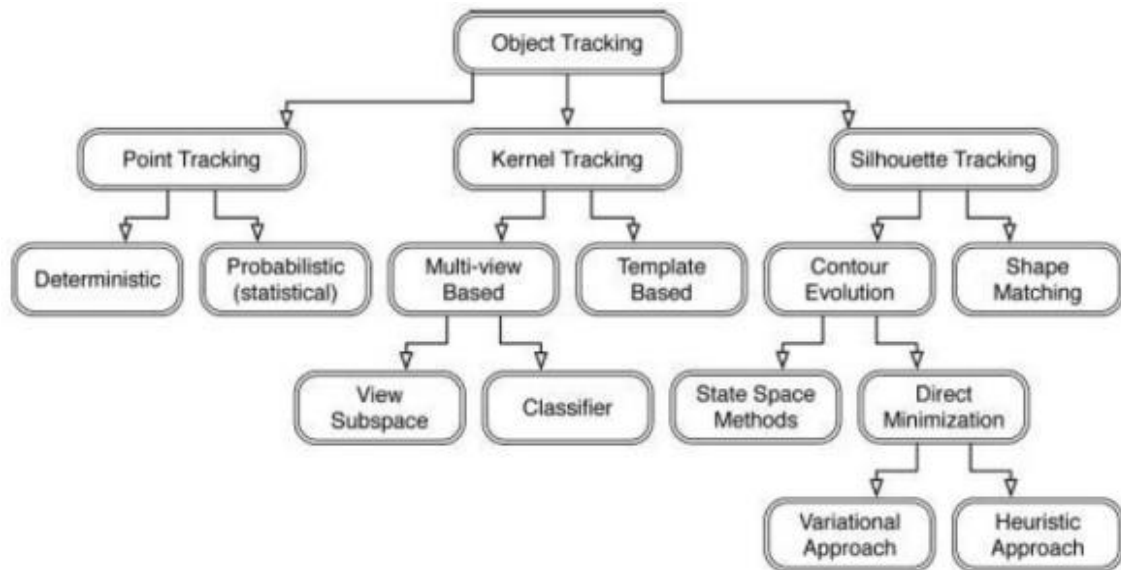 Object Tracking
Point Tracking
Kernel Tracking
Silhouette Tracking
Deterministic
Probabilistic
(statistical)
Multi-view
Based
Template
Based
Contour
Evolution
Shape
Matching
View
Subspace
Classifier
State Space
Methods
Direct
Minimization
Variational
Approach
Heuristic
Approach